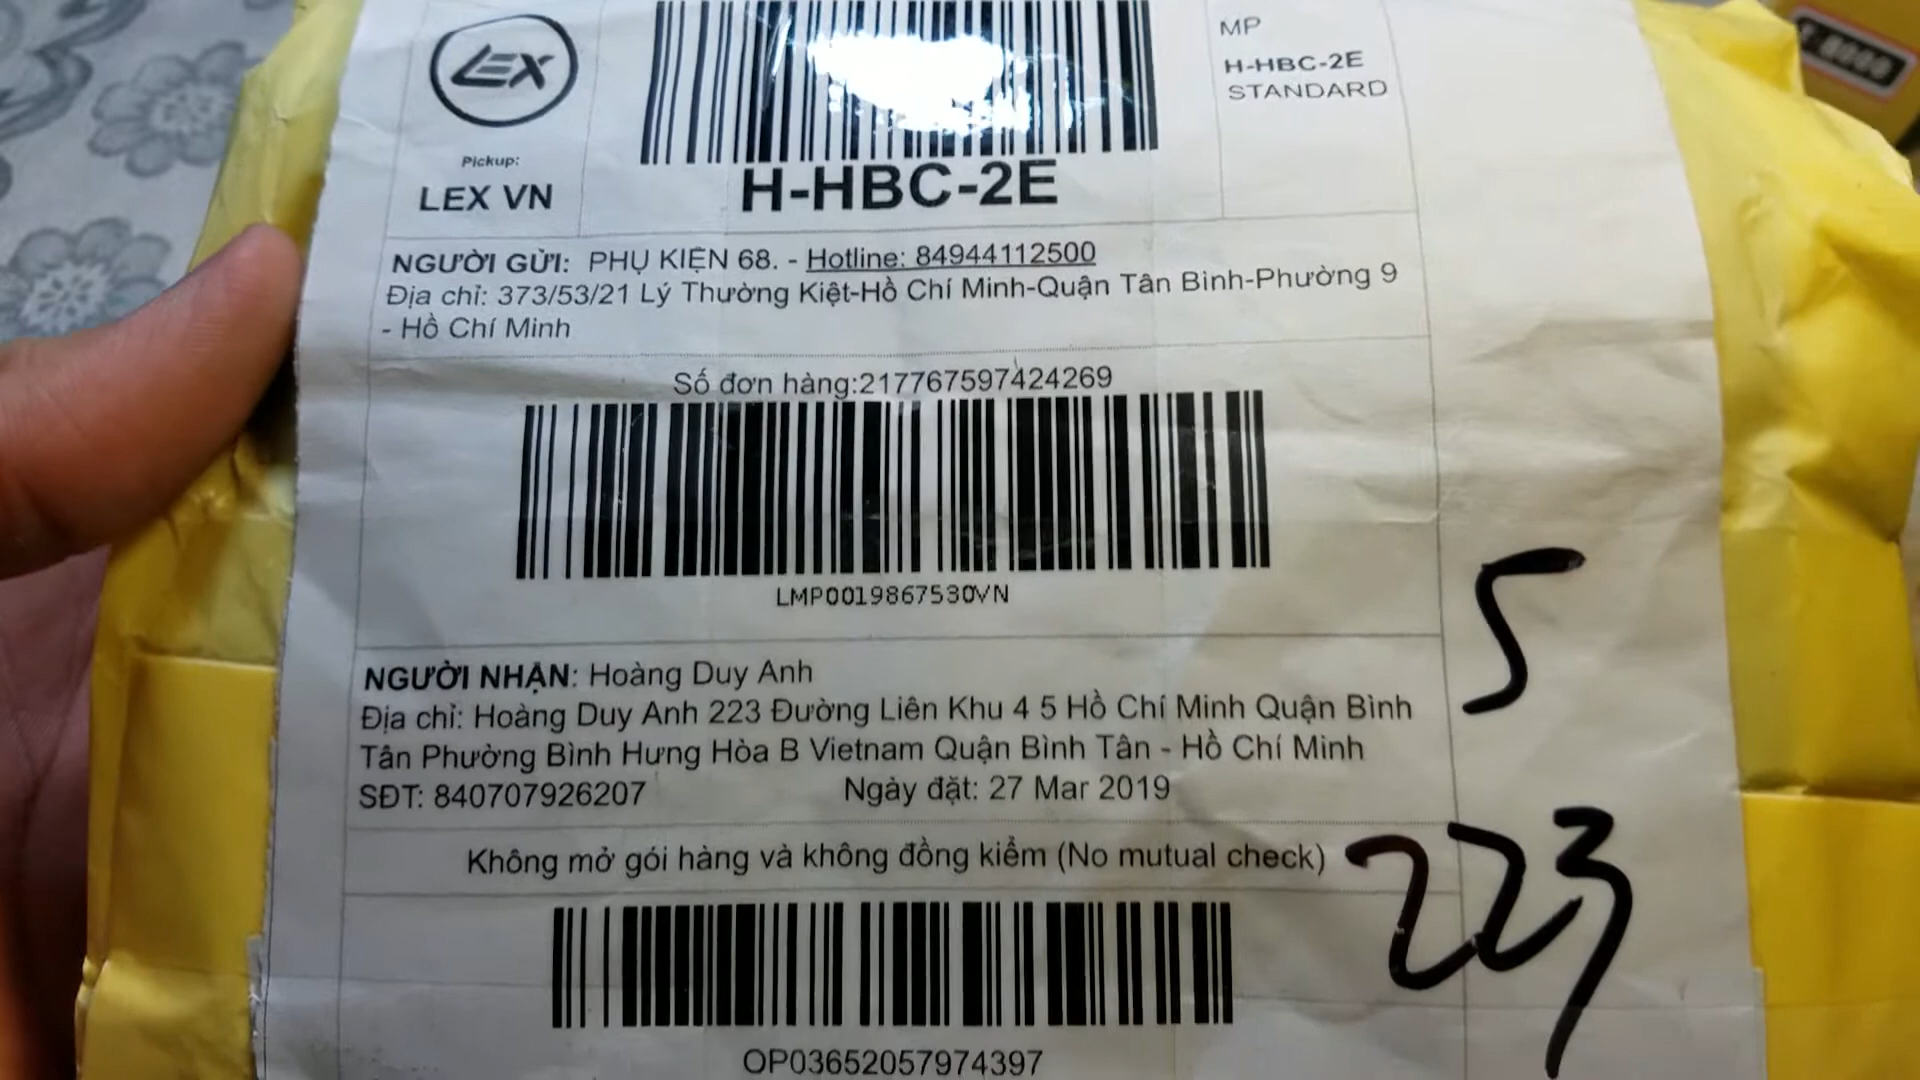 LEX
MP
H-HBC-2E
STANDARD
Pickup:
LEX VN
H-HBC-2E
NGƯỜI GỬI: PHỤ KIỆN 68. - Hotline: 84944112500
Địa chỉ: 373/53/21 Lý Thường Kiệt-Hồ Chí Minh-Quận Tân Bình-Phường 9
- Hồ Chí Minh
Số đơn hàng:217767597424269
LMP0019867530VN
NGƯỜI NHẬN: Hoàng Duy Anh
Địa chỉ: Hoàng Duy Anh 223 Đường Liên Khu 4 5 Hồ Chí Minh Quận Bình
Tân Phường Bình Hưng Hòa B Vietnam Quận Bình Tân - Hồ Chí Minh
SĐT: 840707926207 Ngày đặt: 27 Mar 2019
Không mở gói hàng và không đồng kiểm (No mutual check)
OP03652057974397
5
223